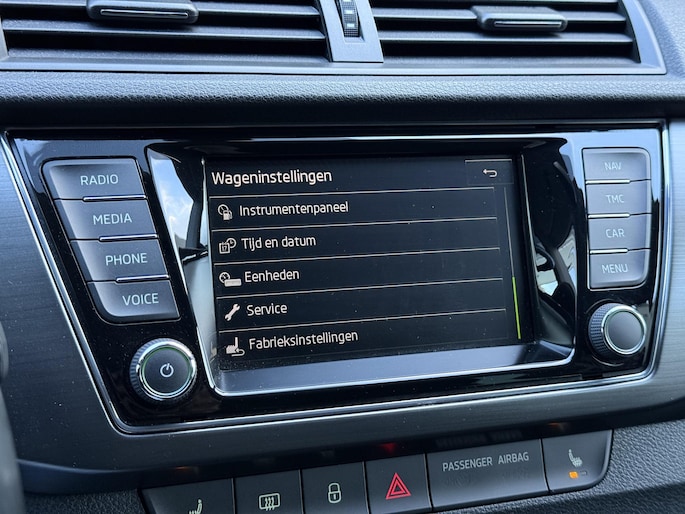 RADIO
MEDIA
PHONE
VOICE
Wageninstellingen
Instrumentenpaneel
Tijd en datum
Eenheden
Service
Fabrieksinstellingen
NAV
TMC
CAR
MENU
PASSENGER AIRBAG